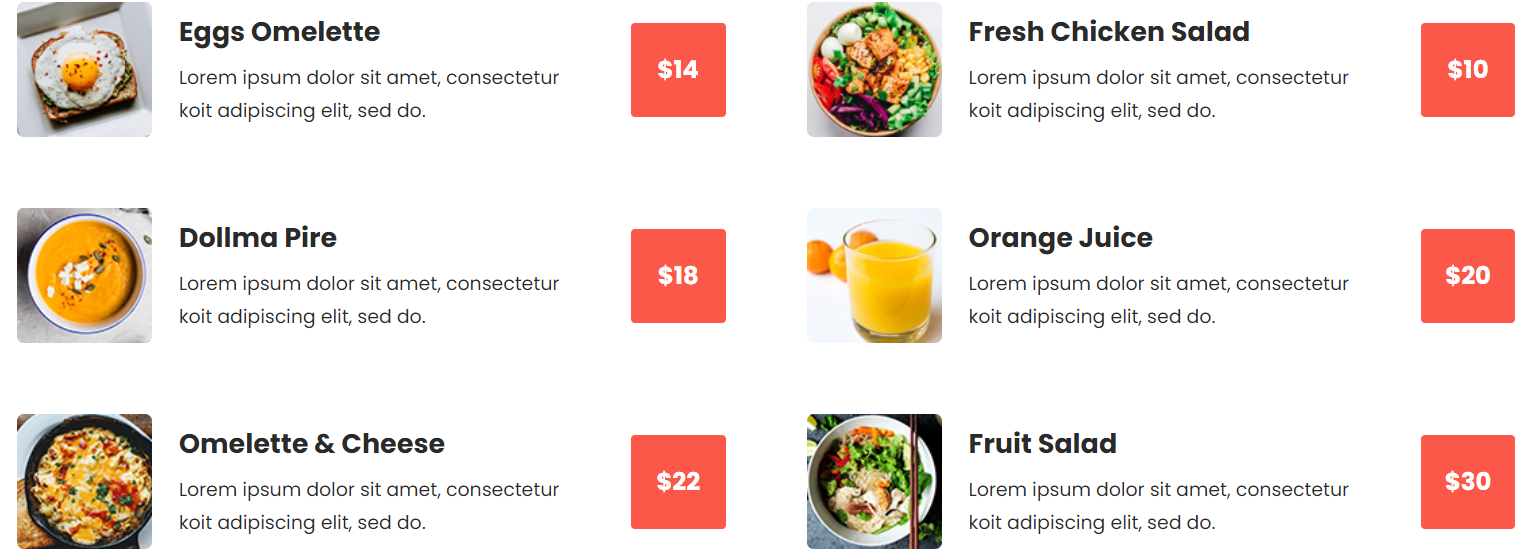 Eggs Omelette
Lorem ipsum dolor sit amet, consectetur
koit adipiscing elit, sed do.
$14
Fresh Chicken Salad
Lorem ipsum dolor sit amet, consectetur
koit adipiscing elit, sed do.
$10
Dollma Pire
Lorem ipsum dolor sit amet, consectetur
koit adipiscing elit, sed do.
$18
Orange Juice
Lorem ipsum dolor sit amet, consectetur
koit adipiscing elit, sed do.
$20
Omelette & Cheese
Lorem ipsum dolor sit amet, consectetur
koit adipiscing elit, sed do.
$22
Fruit Salad
Lorem ipsum dolor sit amet, consectetur
koit adipiscing elit, sed do.
$30